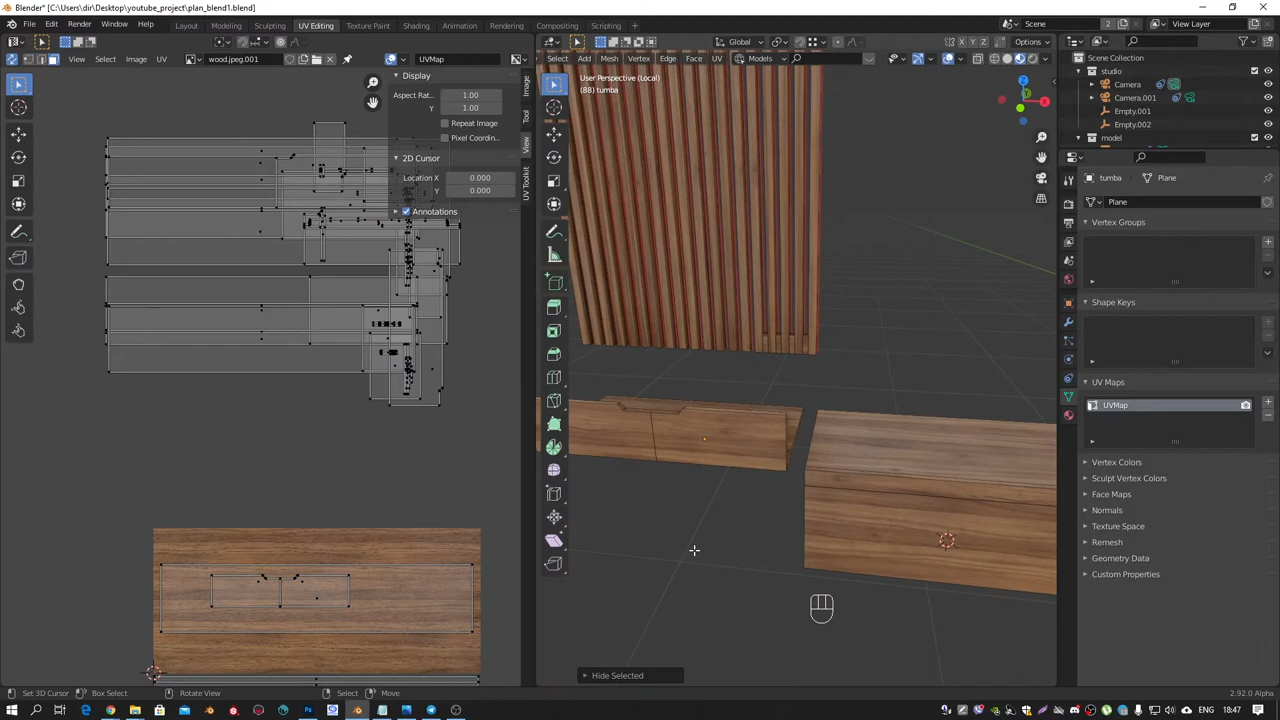 Blender* [C:\Users\dir\Desktop\youtube_project\plan_blend1.blend]
File Edit Render Window Help Layout Modeling Sculpting UV Editing Texture Paint Shading Animation Rendering Compositing Scripting Scene 2 View Layer
View Select Image UV wood.jpeg.001 UVMap
Global Options
Select Add Mesh Vertex Edge Face UV Models
X Y Z
Display
Aspect Rat... 1.00
Y 1.00
Repeat Image
Pixel Coordin...
2D Cursor
Location X 0.000
Y 0.000
Annotations
Image
Tool
View
UV Toolkit
User Perspective (Local)
(88) tumba
Z
X
Hide Selected
Scene Collection
studio
Camera
Camera.001
Empty.001
Empty.002
model
tumba Plane
Plane
Vertex Groups
Shape Keys
UV Maps
UVMap
Vertex Colors
Sculpt Vertex Colors
Face Maps
Normals
Texture Space
Remesh
Geometry Data
Custom Properties
Set 3D Cursor Box Select Rotate View Select Move 2.92.0 Alpha
ENG 18:47